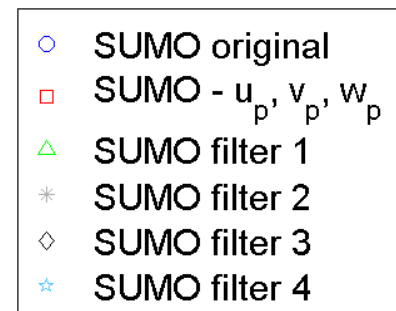 SUMO original
SUMO - u_p, v_p, w_p
SUMO filter 1
SUMO filter 2
SUMO filter 3
SUMO filter 4